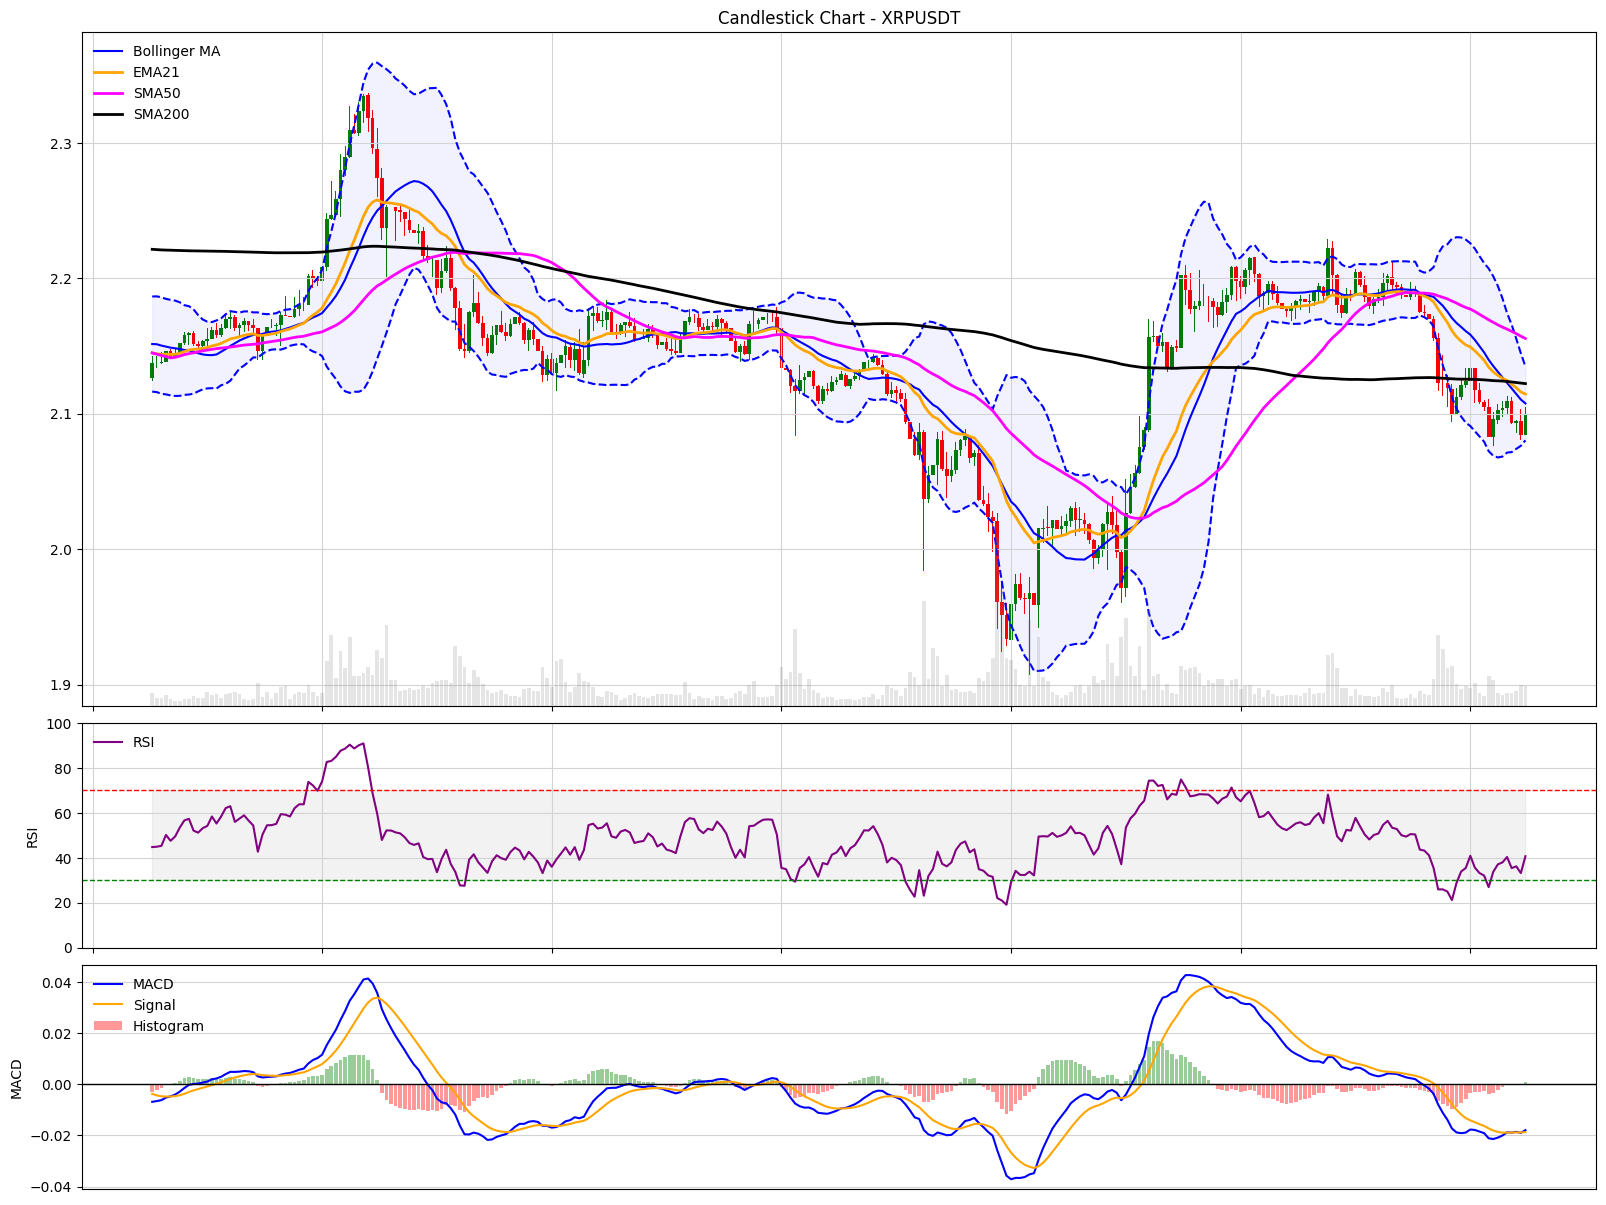 Candlestick Chart - XRPUSDT
Bollinger MA
EMA21
SMA50
SMA200
2.3
2.2
2.1
2.0
1.9
RSI
100
80
60
40
20
0
RSI
MACD
Signal
Histogram
0.04
0.02
0.00
−0.02
−0.04
MACD